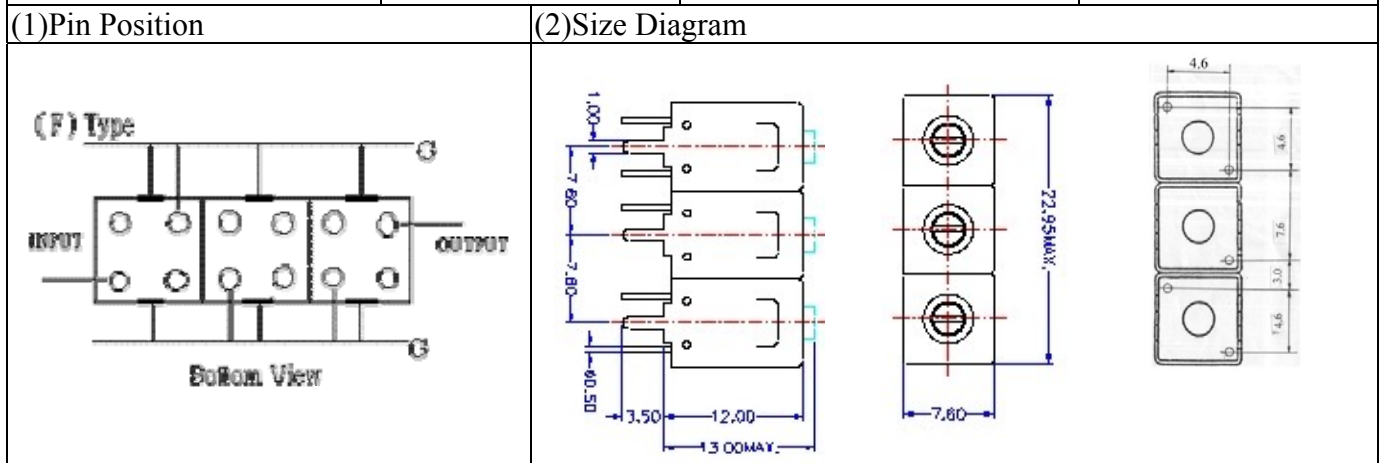 (1)Pin Position
(2)Size Diagram
(F) Type
G
INPUT
OUTPUT
G
Bottom View
1.00
7.60
7.60
60.50
3.50
12.00
13.00MAX.
22.95MAX.
7.60
4.6
4.6
7.6
3.0
4.6